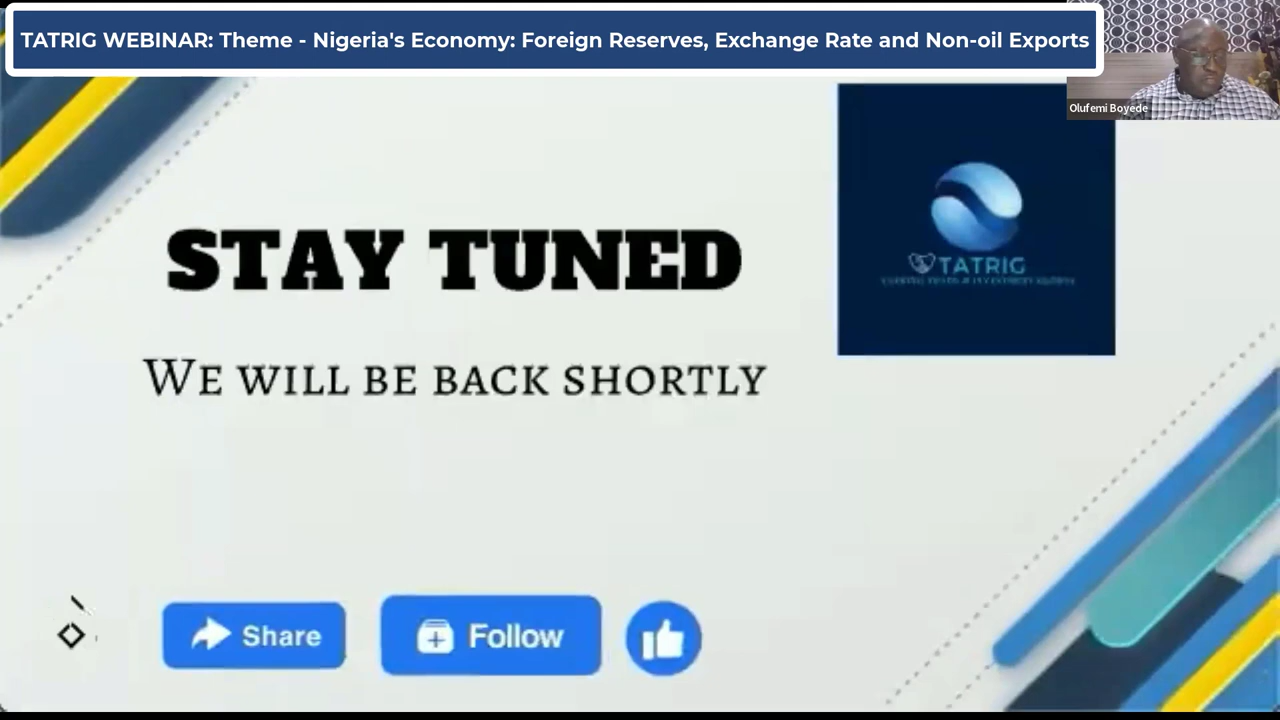 TATRIG WEBINAR: Theme - Nigeria's Economy: Foreign Reserves, Exchange Rate and Non-oil Exports
Olufemi Boyede
STAY TUNED
TATRIG
WE WILL BE BACK SHORTLY
Share
Follow